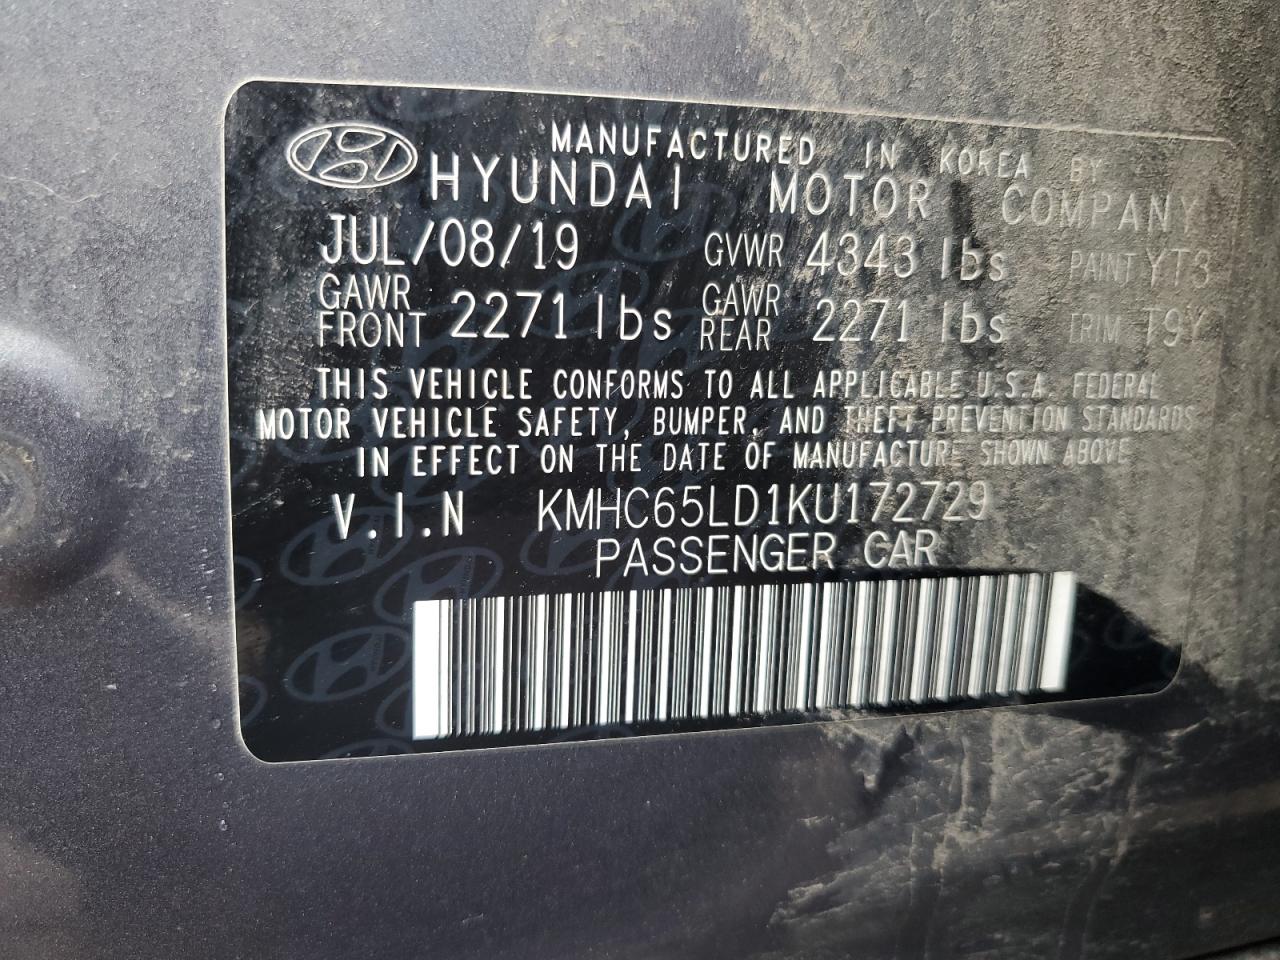 MANUFACTURED IN KOREA BY
HYUNDAI MOTOR COMPANY
JUL/08/19 GVWR 4343 lbs PAINT YT3
GAWR FRONT 2271 lbs GAWR REAR 2271 lbs TRIM T9Y
THIS VEHICLE CONFORMS TO ALL APPLICABLE U.S.A. FEDERAL
MOTOR VEHICLE SAFETY, BUMPER, AND THEFT PREVENTION STANDARDS
IN EFFECT ON THE DATE OF MANUFACTURE SHOWN ABOVE
V.I.N KMHC65LD1KU172729
PASSENGER CAR